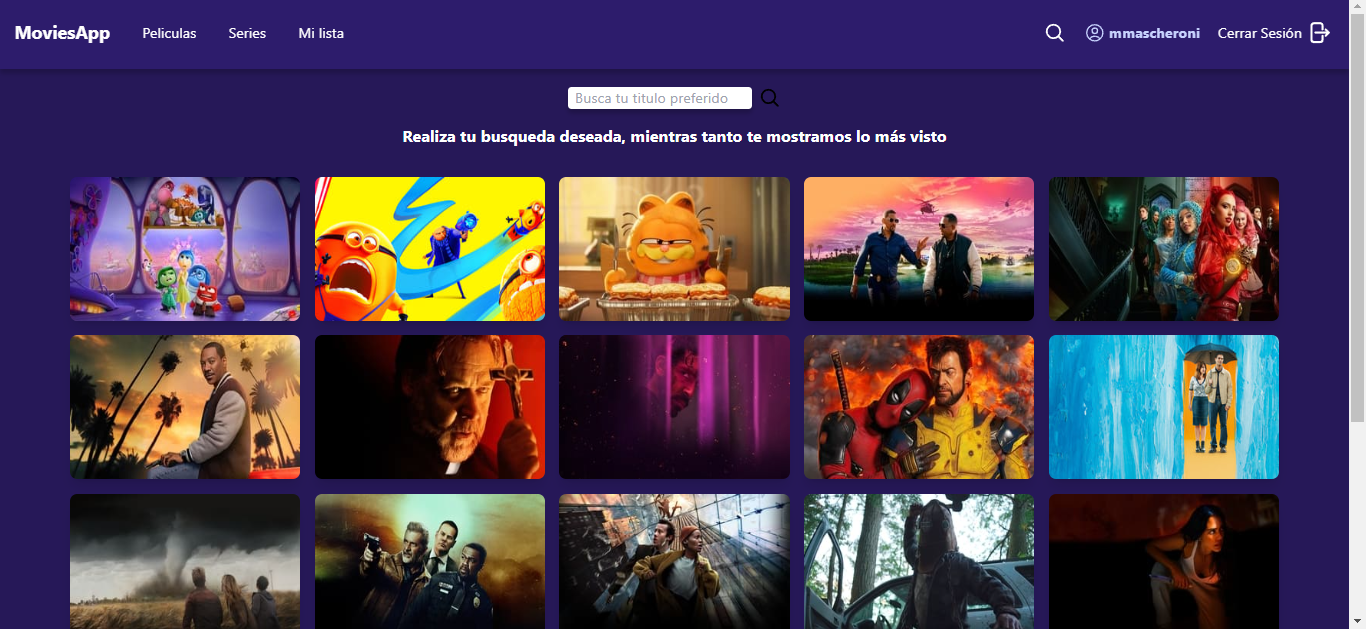 MoviesApp Peliculas Series Mi lista mmascheroni Cerrar Sesión
Busca tu titulo preferido
Realiza tu busqueda deseada, mientras tanto te mostramos lo más visto